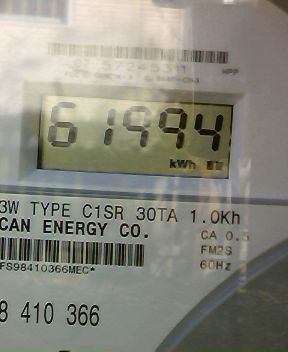 61994
kWh
3W TYPE C1SR 30TA 1.0Kh
CAN ENERGY CO.
CA 0.5
FM2S
60Hz
FS98410366MEC*
8 410 366